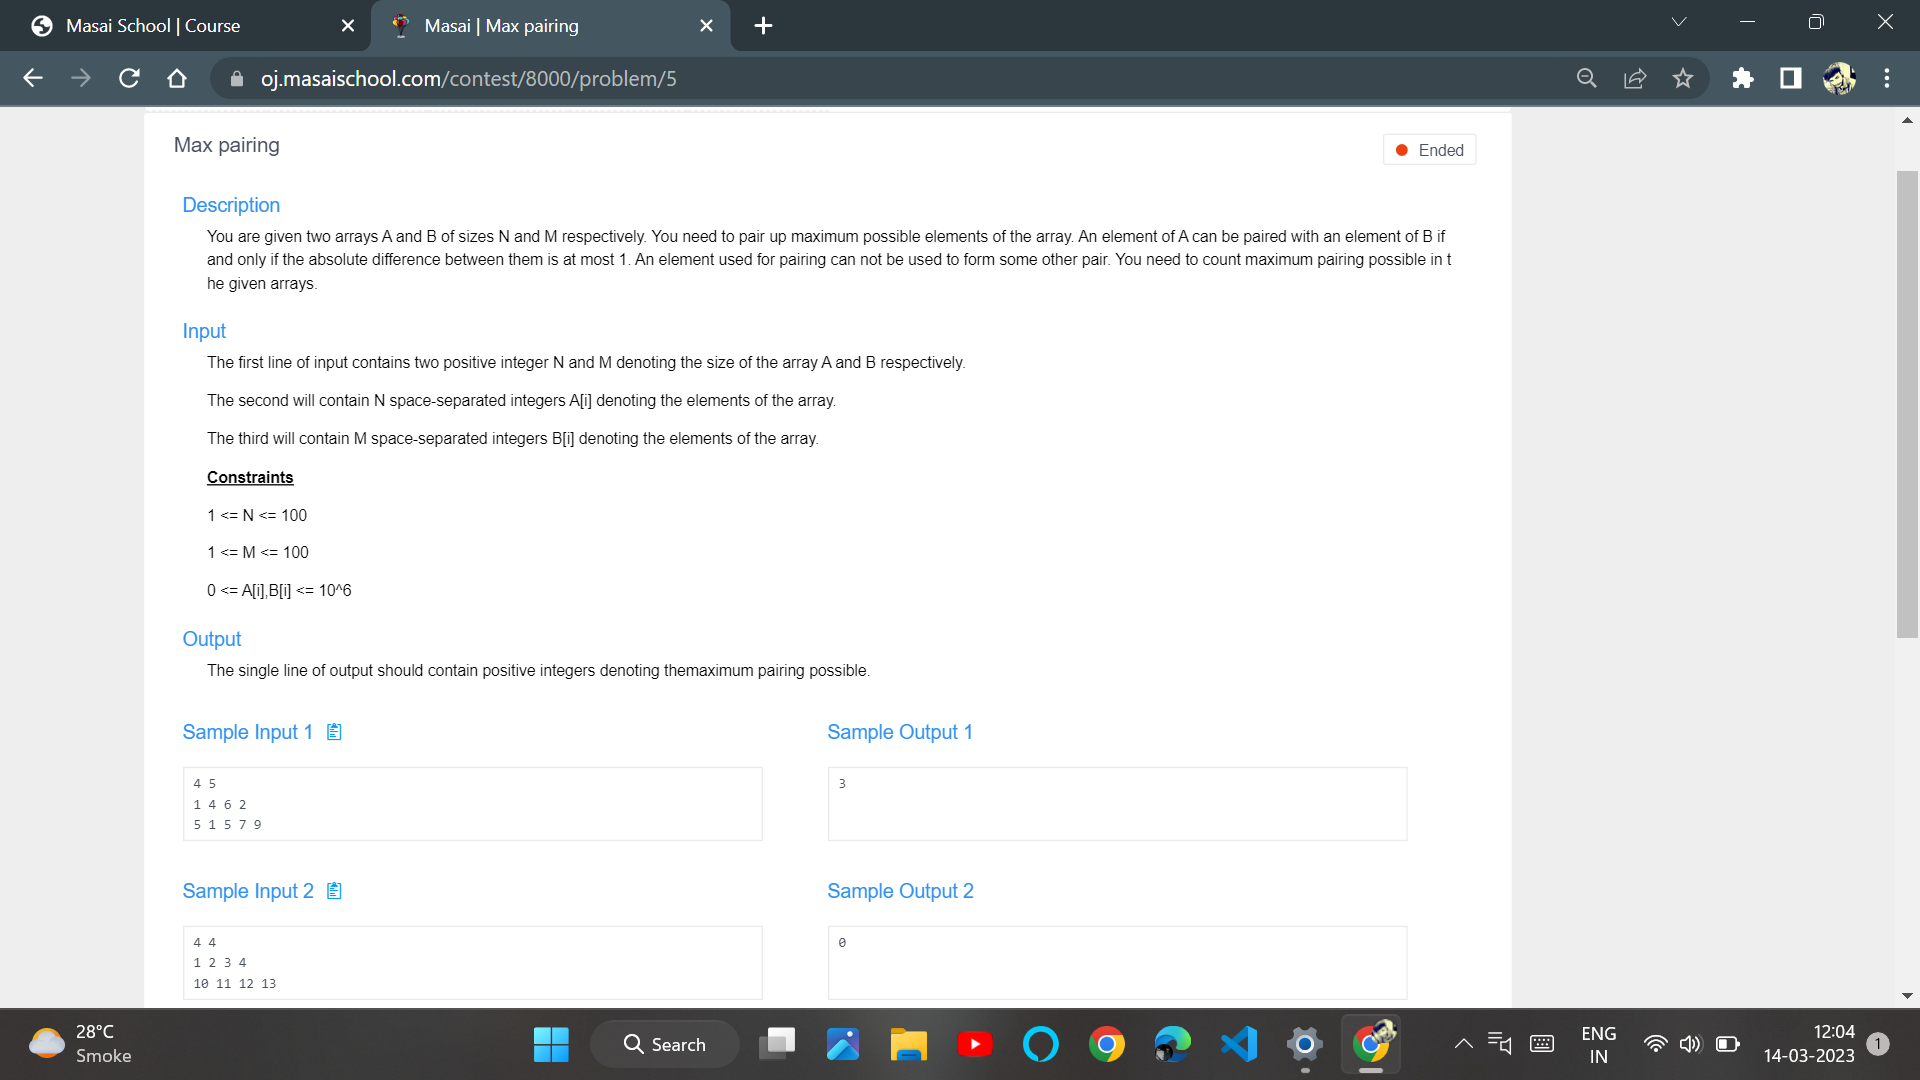 Masai School | Course
Masai | Max pairing
oj.masaischool.com/contest/8000/problem/5
Max pairing
Ended
Description
You are given two arrays A and B of sizes N and M respectively. You need to pair up maximum possible elements of the array. An element of A can be paired with an element of B if
and only if the absolute difference between them is at most 1. An element used for pairing can not be used to form some other pair. You need to count maximum pairing possible in t
he given arrays.
Input
The first line of input contains two positive integer N and M denoting the size of the array A and B respectively.
The second will contain N space-separated integers A[i] denoting the elements of the array.
The third will contain M space-separated integers B[i] denoting the elements of the array.
Constraints
1 <= N <= 100
1 <= M <= 100
0 <= A[i],B[i] <= 10^6
Output
The single line of output should contain positive integers denoting themaximum pairing possible.
Sample Input 1
Sample Output 1
4 5
1 4 6 2
5 1 5 7 9
3
Sample Input 2
Sample Output 2
4 4
1 2 3 4
10 11 12 13
0
28°C
Smoke
Search
ENG
IN
12:04
14-03-2023
1